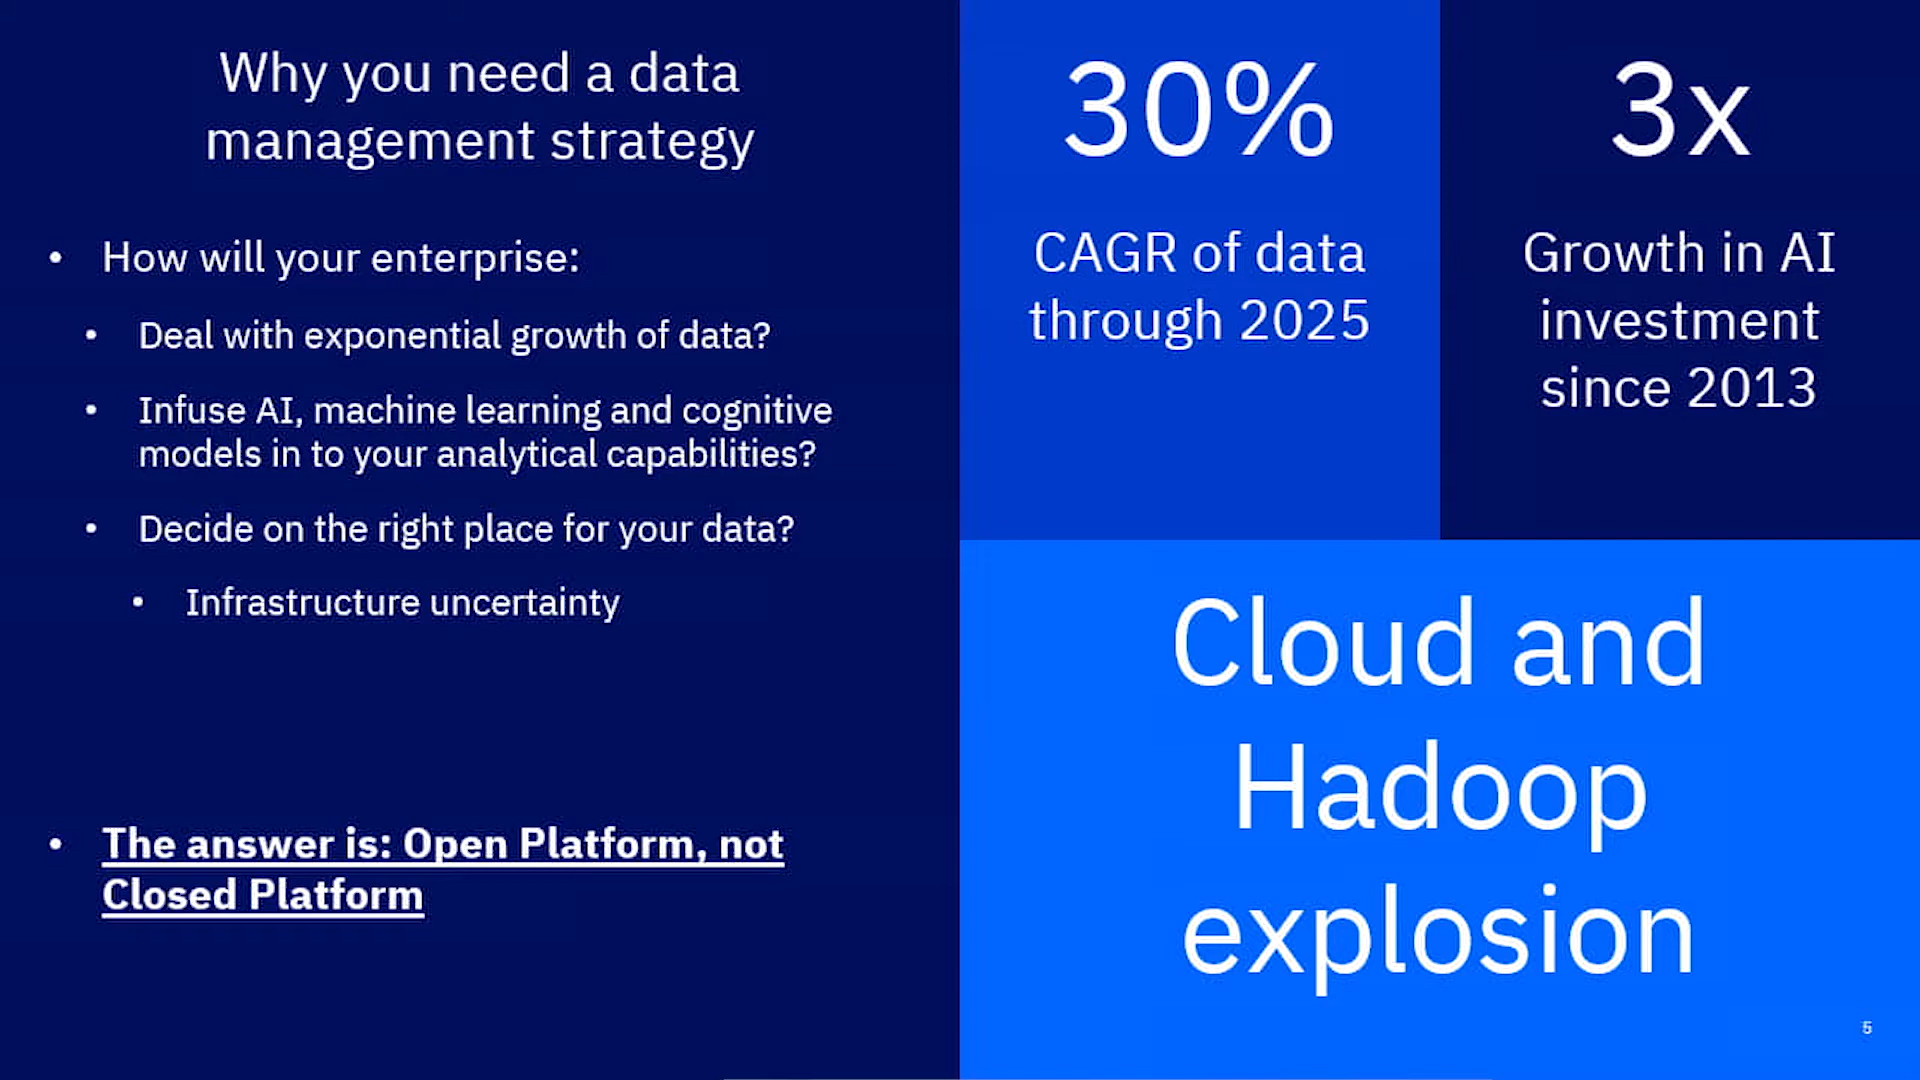 Why you need a data
management strategy
• How will your enterprise:
• Deal with exponential growth of data?
• Infuse AI, machine learning and cognitive
models in to your analytical capabilities?
• Decide on the right place for your data?
• Infrastructure uncertainty
• The answer is: Open Platform, not
Closed Platform
30%
CAGR of data
through 2025
3x
Growth in AI
investment
since 2013
Cloud and
Hadoop
explosion
5